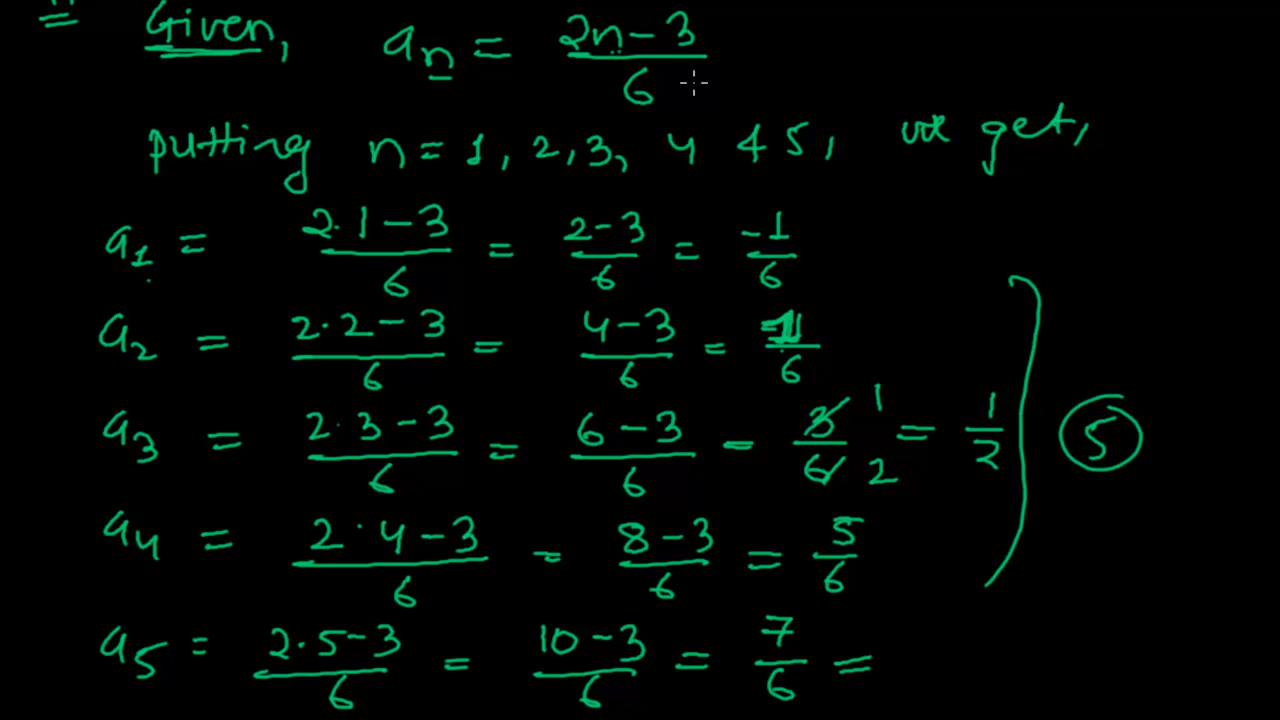 = Given, aₙ = (2n - 3)/6
putting n = 1, 2, 3, 4 & 5, we get,
a₁ = (2·1 - 3)/6 = (2 - 3)/6 = -1/6
a₂ = (2·2 - 3)/6 = (4 - 3)/6 = 1/6
a₃ = (2·3 - 3)/6 = (6 - 3)/6 = 3/6 1/2 = 1/2
a₄ = (2·4 - 3)/6 = (8 - 3)/6 = 5/6
a₅ = (2·5 - 3)/6 = (10 - 3)/6 = 7/6 =
) 5